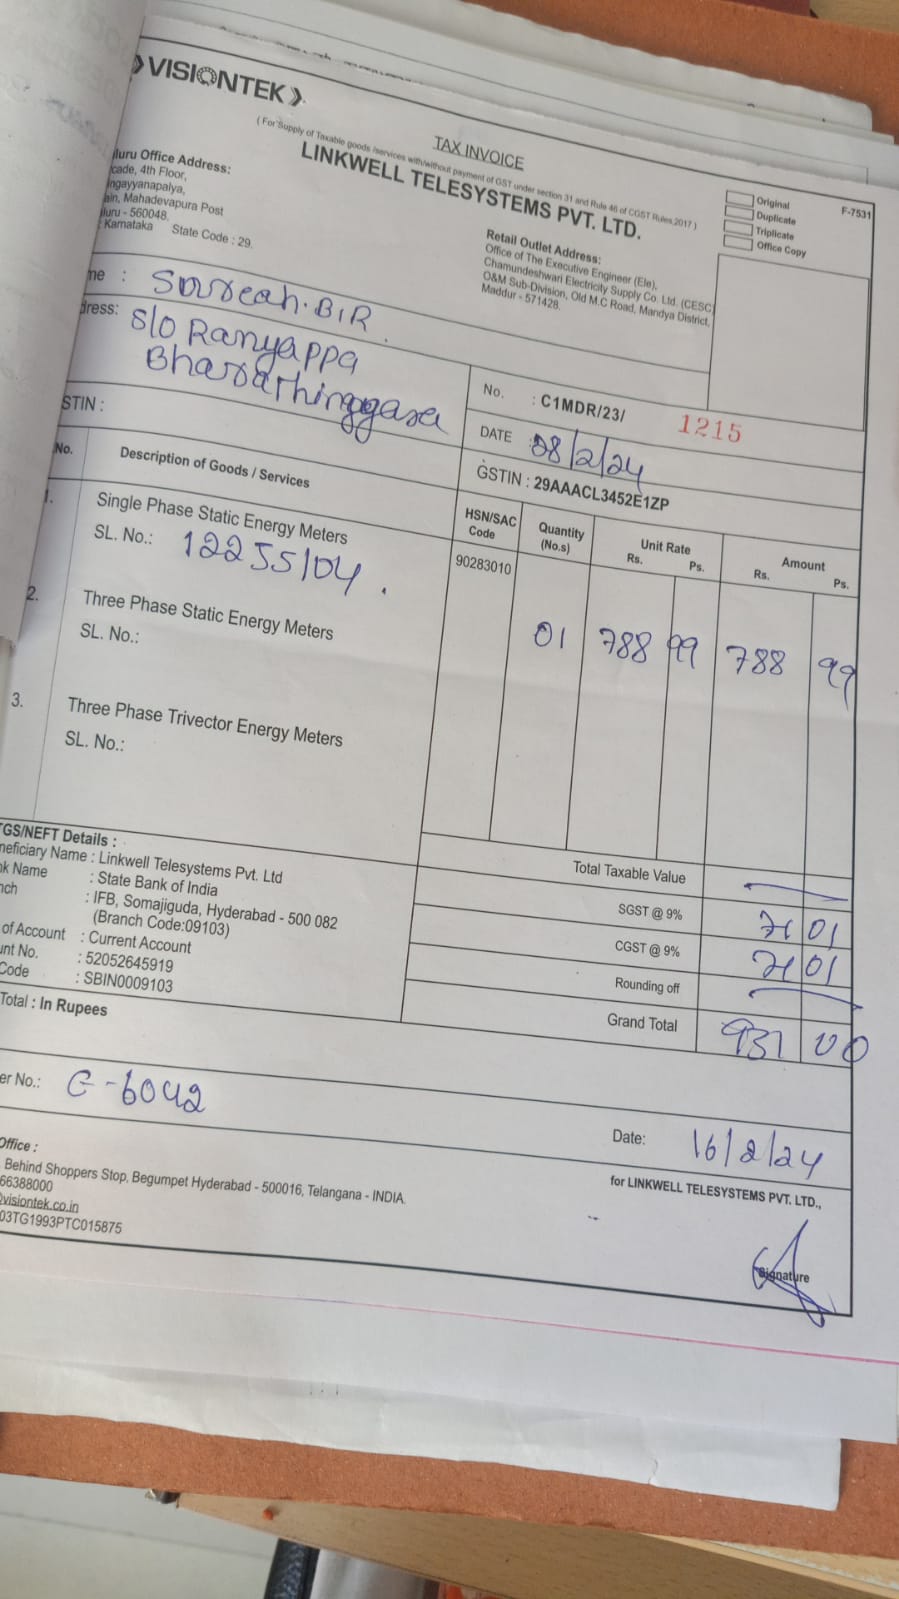 VISIONTEK
TAX INVOICE
( For Supply of Taxable goods /services with/without payment of GST under section 31 and Rule 46 of CGST Rules,2017 )
LINKWELL TELESYSTEMS PVT. LTD.
Original
Duplicate
Triplicate
Office Copy
F-7531
luru Office Address:
cade, 4th Floor,
ngayyanapalya,
ain, Mahadevapura Post
luru - 560048.
Karnataka State Code : 29.
Retail Outlet Address:
Office of The Executive Engineer (Ele),
Chamundeshwari Electricity Supply Co. Ltd. (CESC)
O&M Sub-Division, Old M.C Road, Mandya District,
Maddur - 571428.
me :
B I R
dress: S/O
No. : C1MDR/23/ 1215
DATE : 08/2/24
STIN :
GSTIN : 29AAACL3452E1ZP
No. Description of Goods / Services HSN/SAC Code Quantity (No.s) Unit Rate Rs. Ps. Amount Rs. Ps.
1. Single Phase Static Energy Meters 90283010
SL. No.: 12255104.
01 788 99 788 99
2. Three Phase Static Energy Meters
SL. No.:
3. Three Phase Trivector Energy Meters
SL. No.:
TGS/NEFT Details :
neficiary Name : Linkwell Telesystems Pvt. Ltd
nk Name : State Bank of India
nch : IFB, Somajiguda, Hyderabad - 500 082
(Branch Code:09103)
of Account : Current Account
unt No. : 52052645919
Code : SBIN0009103
Total Taxable Value
SGST @ 9% 71 01
CGST @ 9% 71 01
Rounding off
Grand Total 931 00
Total : In Rupees
er No.: G-6042
Date: 16/2/24
Office :
Behind Shoppers Stop, Begumpet Hyderabad - 500016, Telangana - INDIA.
66388000
visiontek.co.in
03TG1993PTC015875
for LINKWELL TELESYSTEMS PVT. LTD.,
Signature